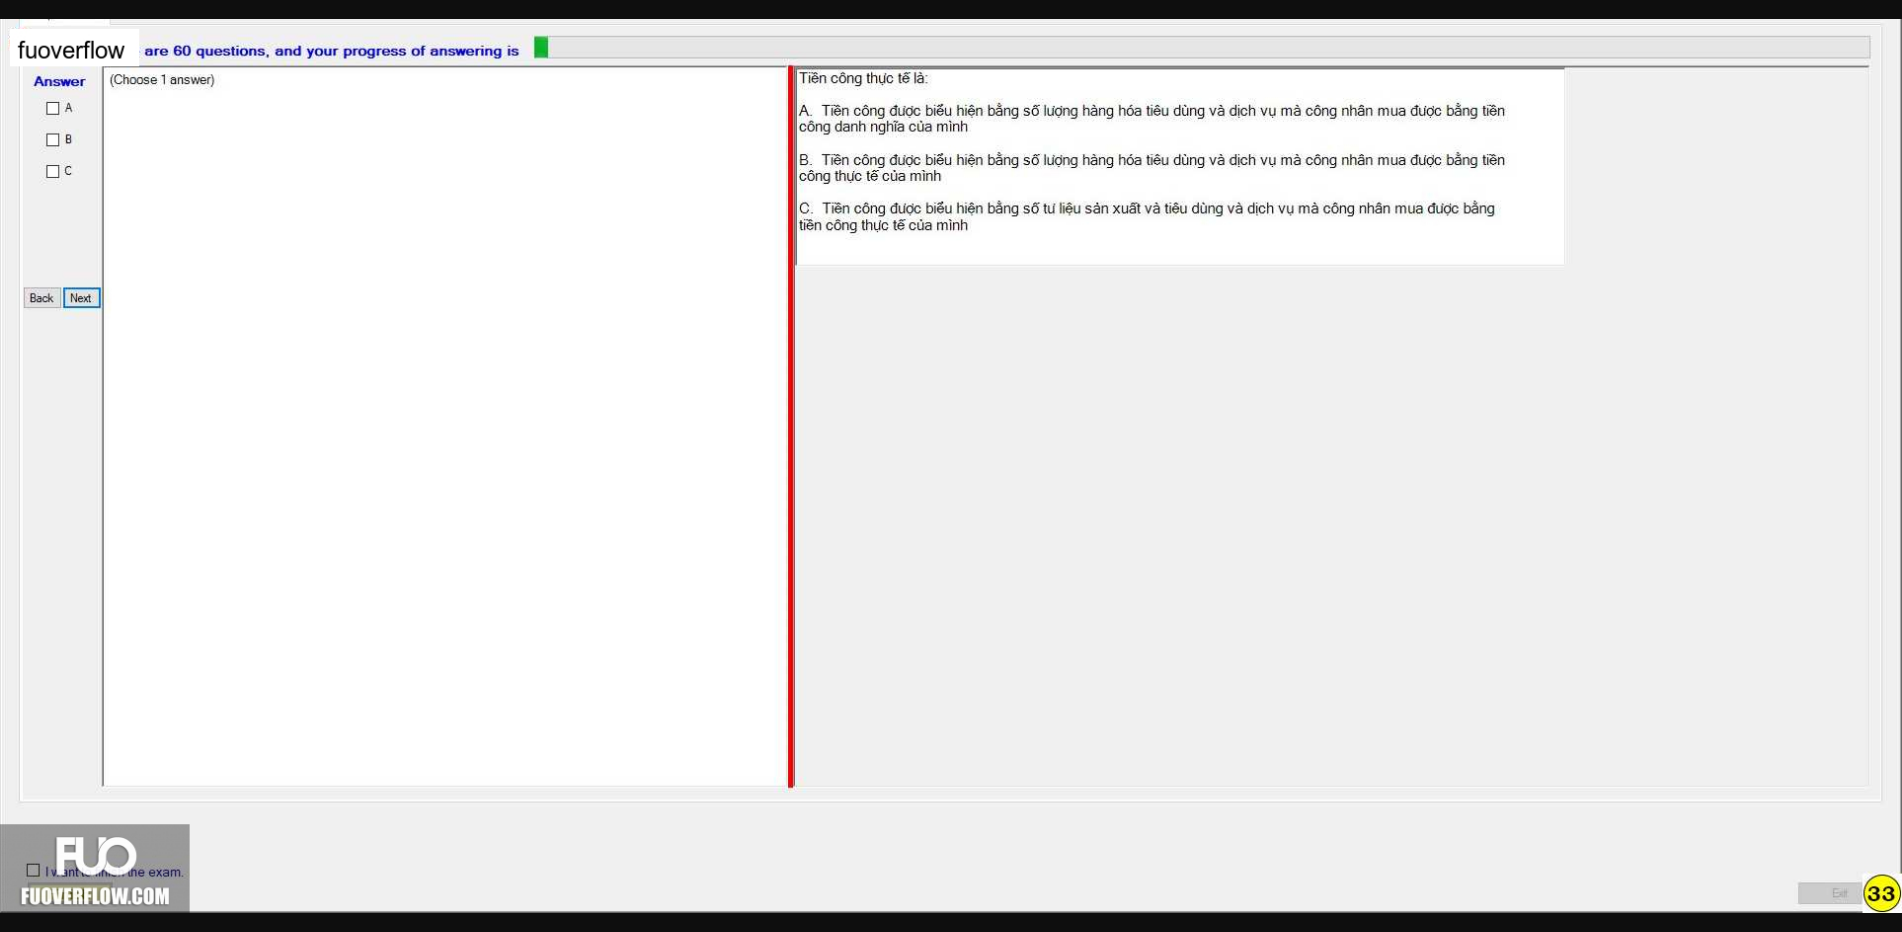 fuoverflow are 60 questions, and your progress of answering is
Answer
(Choose 1 answer)
A
B
C
Back Next
Tiền công thực tế là:
A. Tiền công được biểu hiện bằng số lượng hàng hóa tiêu dùng và dịch vụ mà công nhân mua được bằng tiền
công danh nghĩa của mình
B. Tiền công được biểu hiện bằng số lượng hàng hóa tiêu dùng và dịch vụ mà công nhân mua được bằng tiền
công thực tế của mình
C. Tiền công được biểu hiện bằng số tư liệu sản xuất và tiêu dùng và dịch vụ mà công nhân mua được bằng
tiền công thực tế của mình
FUO
I want to finish the exam.
FUOVERFLOW.COM
Exit
33